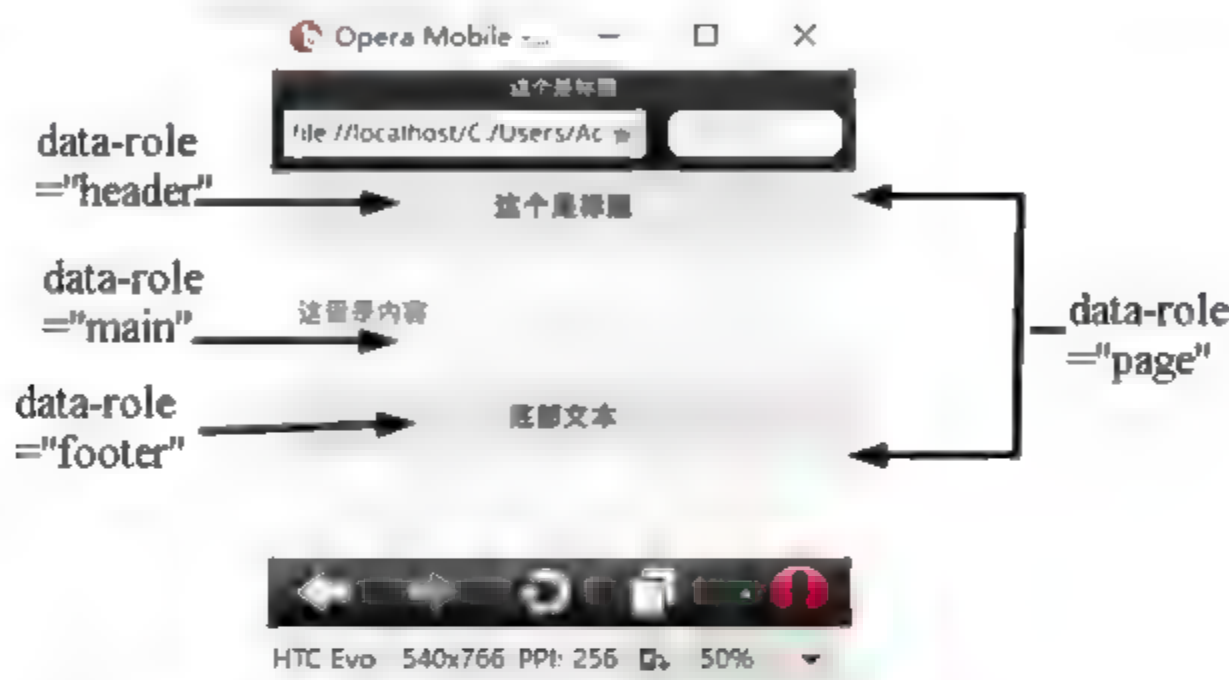 Opera Mobile -...
这个是标题
file //localhost/C /Users/Ac
data-role
="header"
这个是标题
data-role
="main"
这里是内容
data-role
="page"
data-role
="footer"
底部文本
HTC Evo 540x766 PPI: 256 50%